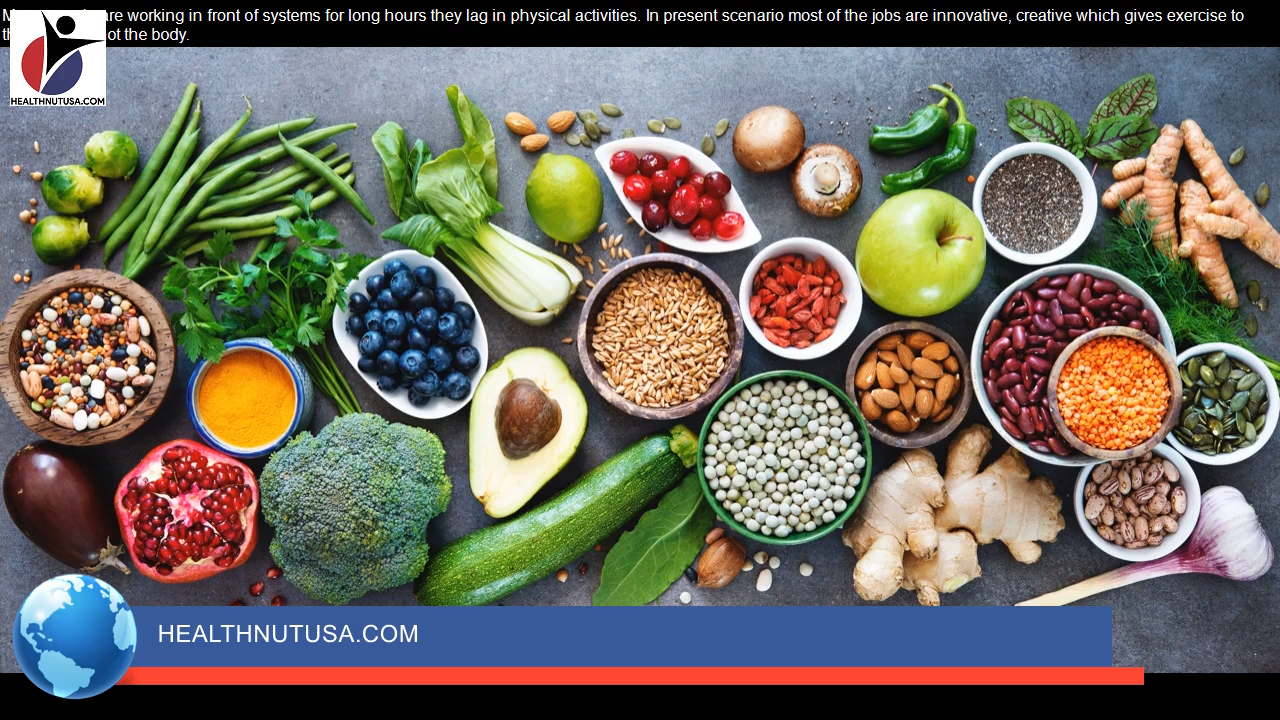 are working in front of systems for long hours they lag in physical activities. In present scenario most of the jobs are innovative, creative which gives exercise to
ot the body.
HEALTHNUTUSA.COM
HEALTHNUTUSA.COM